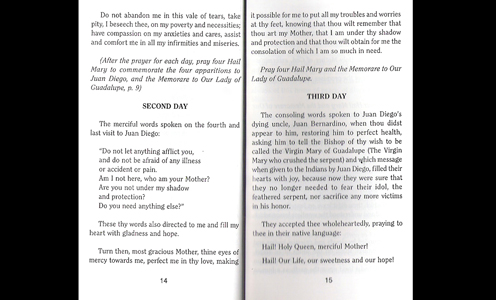 Do not abandon me in this vale of tears, take
pity, I beseech thee, on my poverty and necessities;
have compassion on my anxieties and cares, assist
and comfort me in all my infirmities and miseries.
(After the prayer for each day, pray four Hail
Mary to commemorate the four apparitions to
Juan Diego, and the Memorare to Our Lady of
Guadalupe, p. 9)
SECOND DAY
The merciful words spoken on the fourth and
last visit to Juan Diego:
"Do not let anything afflict you,
and do not be afraid of any illness
or accident or pain.
Am I not here, who am your Mother?
Are you not under my shadow
and protection?
Do you need anything else?"
These thy words also directed to me and fill my
heart with gladness and hope.
Turn then, most gracious Mother, thine eyes of
mercy towards me, perfect me in thy love, making
14
it possible for me to put all my troubles and worries
at thy feet, knowing that thou wilt remember that
thou art my Mother, that I am under thy shadow
and protection and that thou wilt obtain for me the
consolation of which I am so much in need.
Pray four Hail Mary and the Memorare to Our
Lady of Guadalupe.
THIRD DAY
The consoling words spoken to Juan Diego's
dying uncle, Juan Bernardino, when thou didst
appear to him, restoring him to perfect health,
asking him to tell the Bishop of thy wish to be
called the Virgin Mary of Guadalupe (The Virgin
Mary who crushed the serpent) and which message
when given to the Indians by Juan Diego, filled their
hearts with joy, because now they were sure that
they no longer needed to fear their idol, the
feathered serpent, nor sacrifice any more victims
in his honor.
They accepted thee wholeheartedly, praying to
thee in their native language:
Hail! Holy Queen, merciful Mother!
Hail! Our Life, our sweetness and our hope!
15